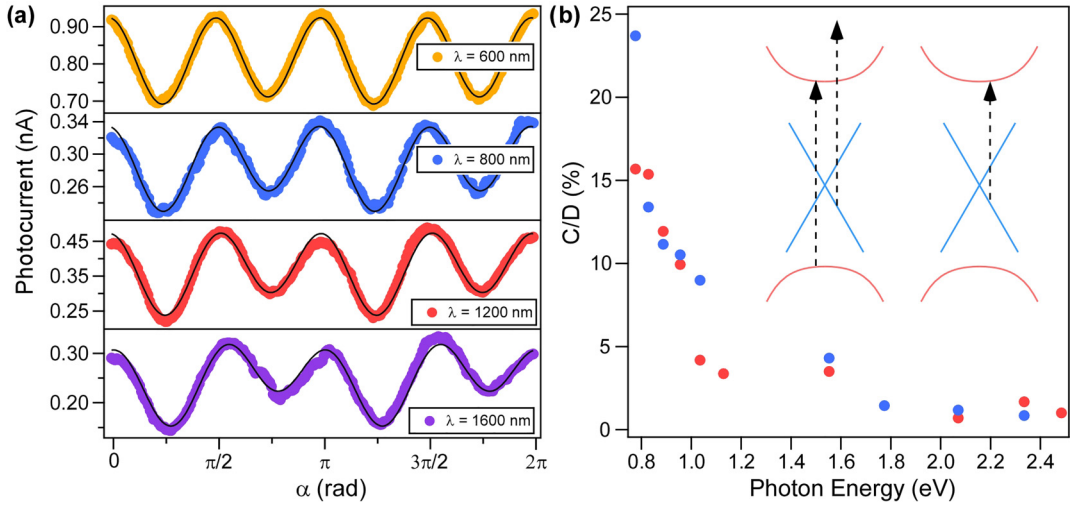 (a)
Photocurrent (nA)
0.90
0.80
0.70
λ = 600 nm
0.34
0.30
0.26
λ = 800 nm
0.45
0.35
0.25
λ = 1200 nm
0.30
0.20
λ = 1600 nm
0
π/2
π
3π/2
2π
α (rad)
(b)
C/D (%)
25%
20
15
10
5
0
0.8
1.0
1.2
1.4
1.6
1.8
2.0
2.2
2.4
Photon Energy (eV)